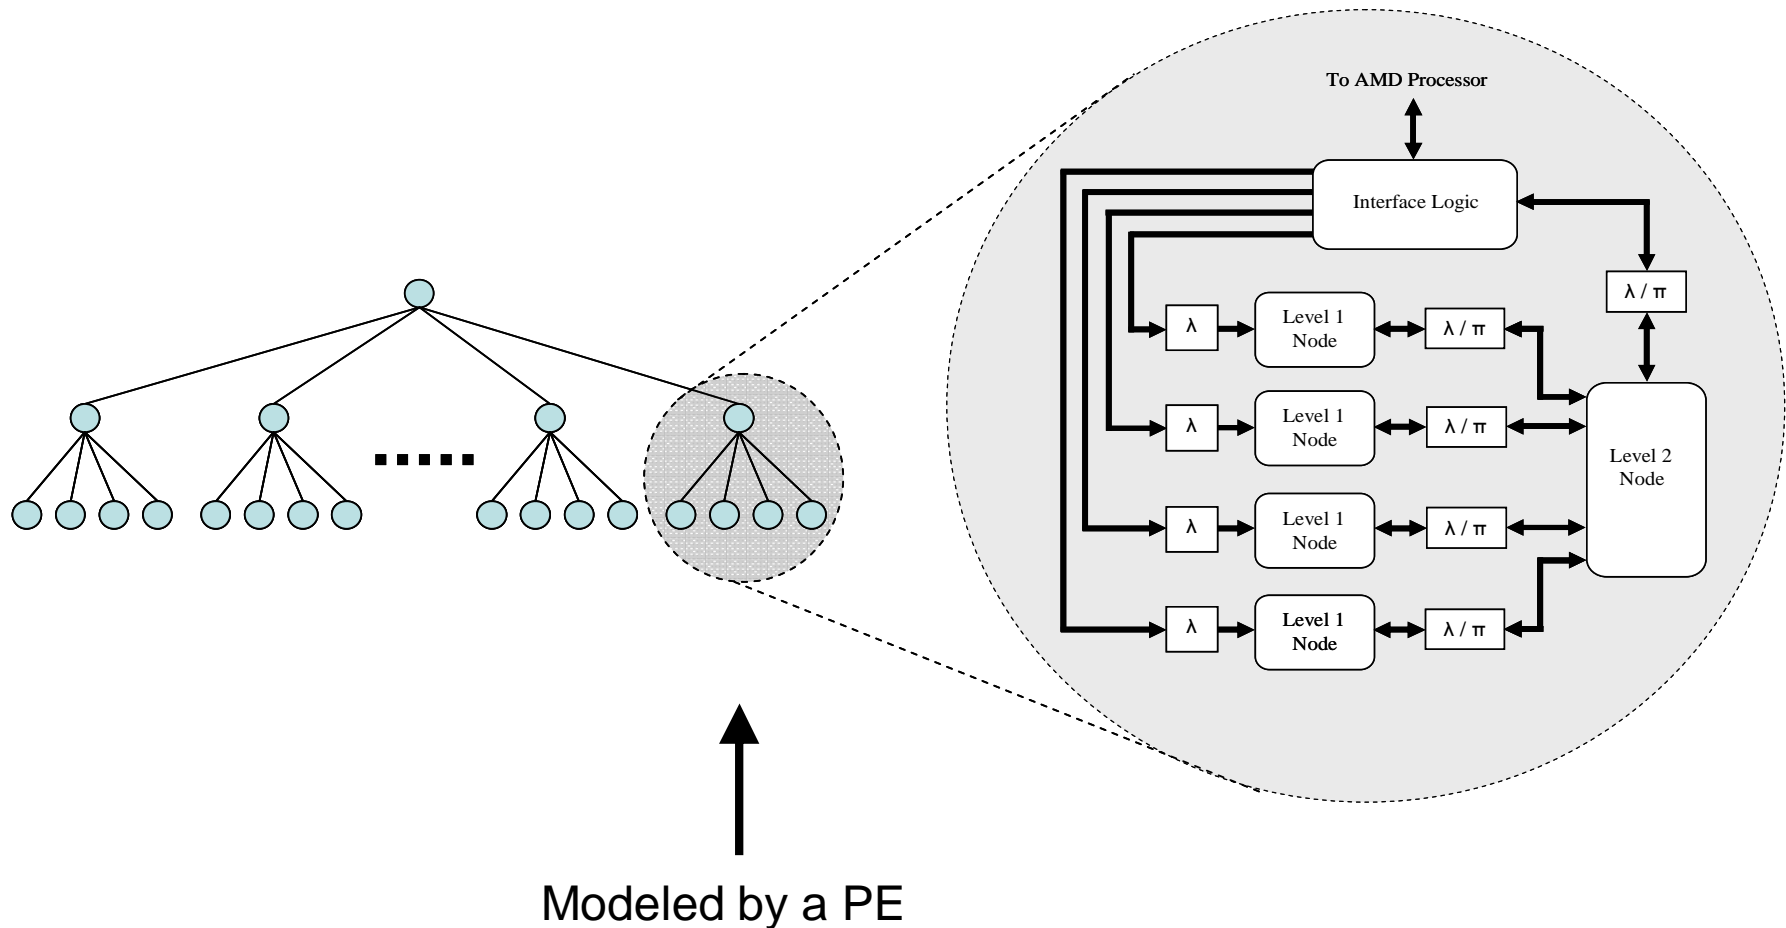 To AMD Processor
Interface Logic
λ / π
λ
Level 1
Node
λ / π
λ
Level 1
Node
λ / π
Level 2
Node
λ
Level 1
Node
λ / π
λ
Level 1
Node
λ / π
Modeled by a PE